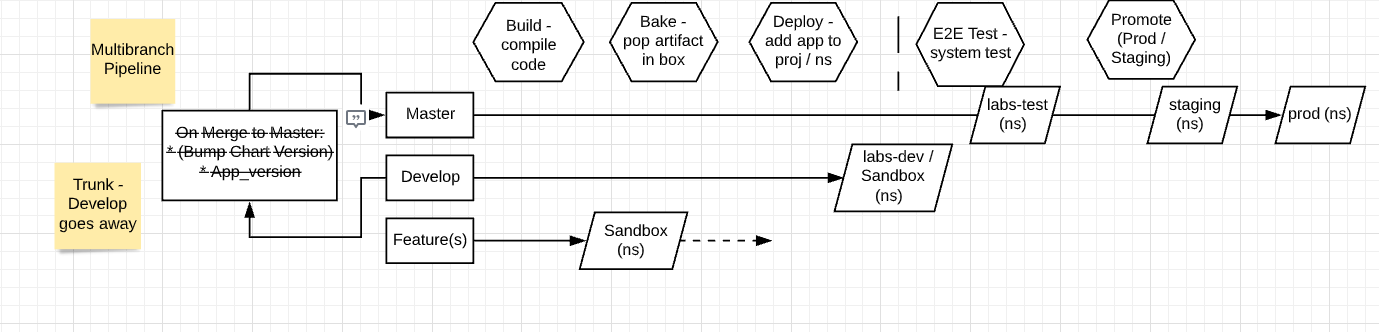 Multibranch
Pipeline
Build -
compile
code
Bake -
pop artifact
in box
Deploy -
add app to
proj / ns
E2E Test -
system test
Promote
(Prod /
Staging)
On Merge to Master:
* (Bump Chart Version)
* App_version
Master
labs-test
(ns)
staging
(ns)
prod (ns)
Trunk -
Develop
goes away
Develop
labs-dev /
Sandbox
(ns)
Feature(s)
Sandbox
(ns)